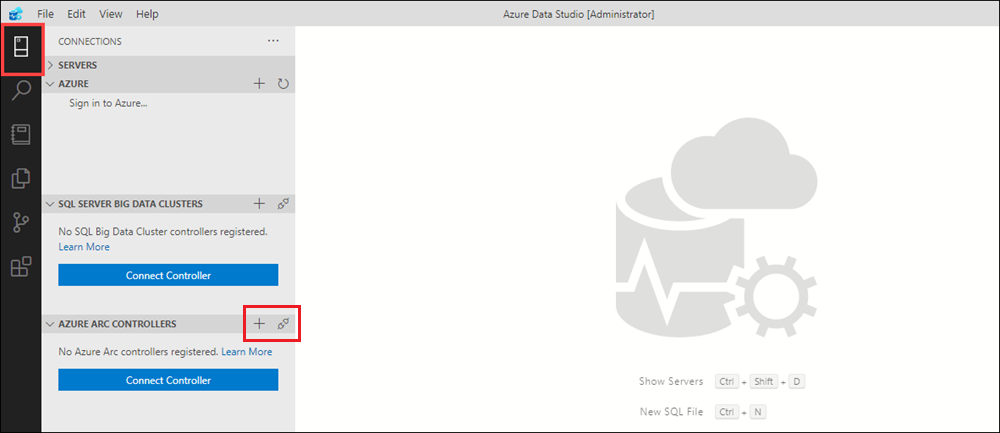 File Edit View Help
Azure Data Studio [Administrator]
CONNECTIONS
SERVERS
AZURE
Sign in to Azure...
SQL SERVER BIG DATA CLUSTERS
No SQL Big Data Cluster controllers registered.
Learn More
Connect Controller
AZURE ARC CONTROLLERS
No Azure Arc controllers registered. Learn More
Connect Controller
Show Servers Ctrl + Shift + D
New SQL File Ctrl + N